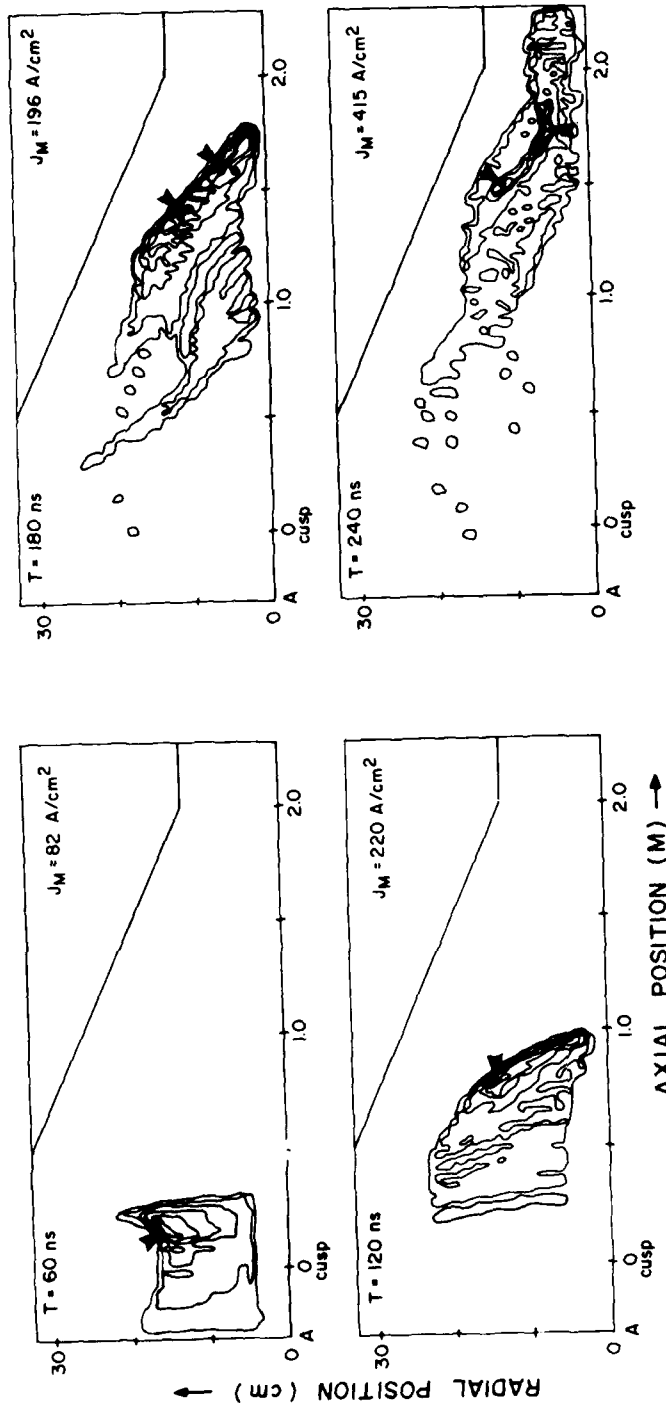 T = 60 ns
J_M = 82 A/cm²
30
0
A
0
cusp
1.0
2.0
T = 180 ns
J_M = 196 A/cm²
30
0
A
0
cusp
1.0
2.0
T = 120 ns
J_M = 220 A/cm²
30
0
A
0
cusp
1.0
2.0
T = 240 ns
J_M = 415 A/cm²
30
0
A
0
cusp
1.0
2.0
RADIAL POSITION (cm) →
AXIAL POSITION (M) →